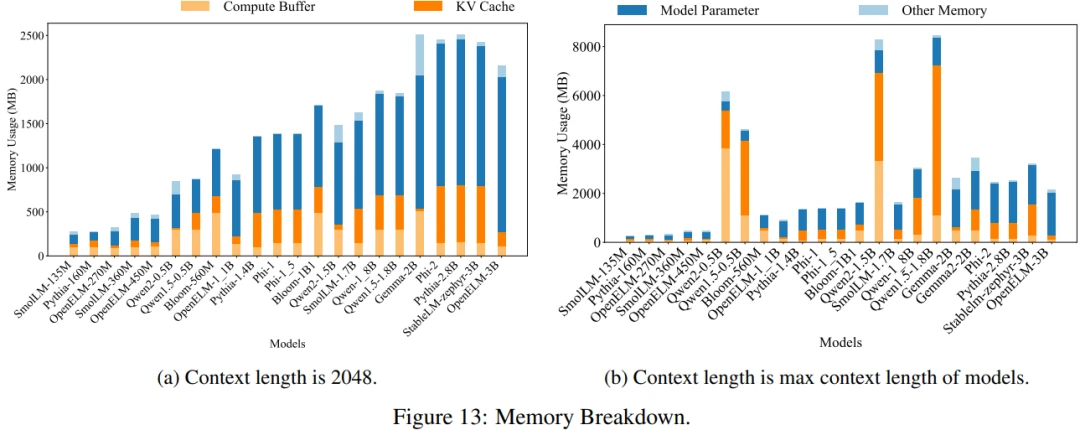 Compute Buffer
KV Cache
Model Parameter
Other Memory
Memory Usage (MB)
2500
2000
1500
1000
500
0
SmolLM-135M
Pythia-160M
OpenELM-270M
SmolLM-360M
OpenELM-450M
Qwen2-0.5B
Qwen1.5-0.5B
Bloom-560M
OpenELM-1_1B
Pythia-1.4B
Phi-1
Phi-1_5
Bloom-1B1
Qwen2-1.5B
SmolLM-1.7B
Qwen-1_8B
Qwen1.5-1.8B
Gemma-2B
Phi-2
Pythia-2.8B
StableLM-zephyr-3B
OpenELM-3B
Models
(a) Context length is 2048.
Memory Usage (MB)
8000
6000
4000
2000
0
SmolLM-135M
Pythia-160M
OpenELM-270M
SmolLM-360M
OpenELM-450M
Qwen2-0.5B
Qwen1.5-0.5B
Bloom-560M
OpenELM-1_1B
Pythia-1.4B
Phi-1
Phi-1_5
Bloom-1B1
Qwen2-1.5B
SmolLM-1.7B
Qwen-1_8B
Qwen1.5-1.8B
Gemma-2B
Gemma2-2B
Phi-2
Pythia-2.8B
Stablelm-zephyr-3B
OpenELM-3B
Models
(b) Context length is max context length of models.
Figure 13: Memory Breakdown.